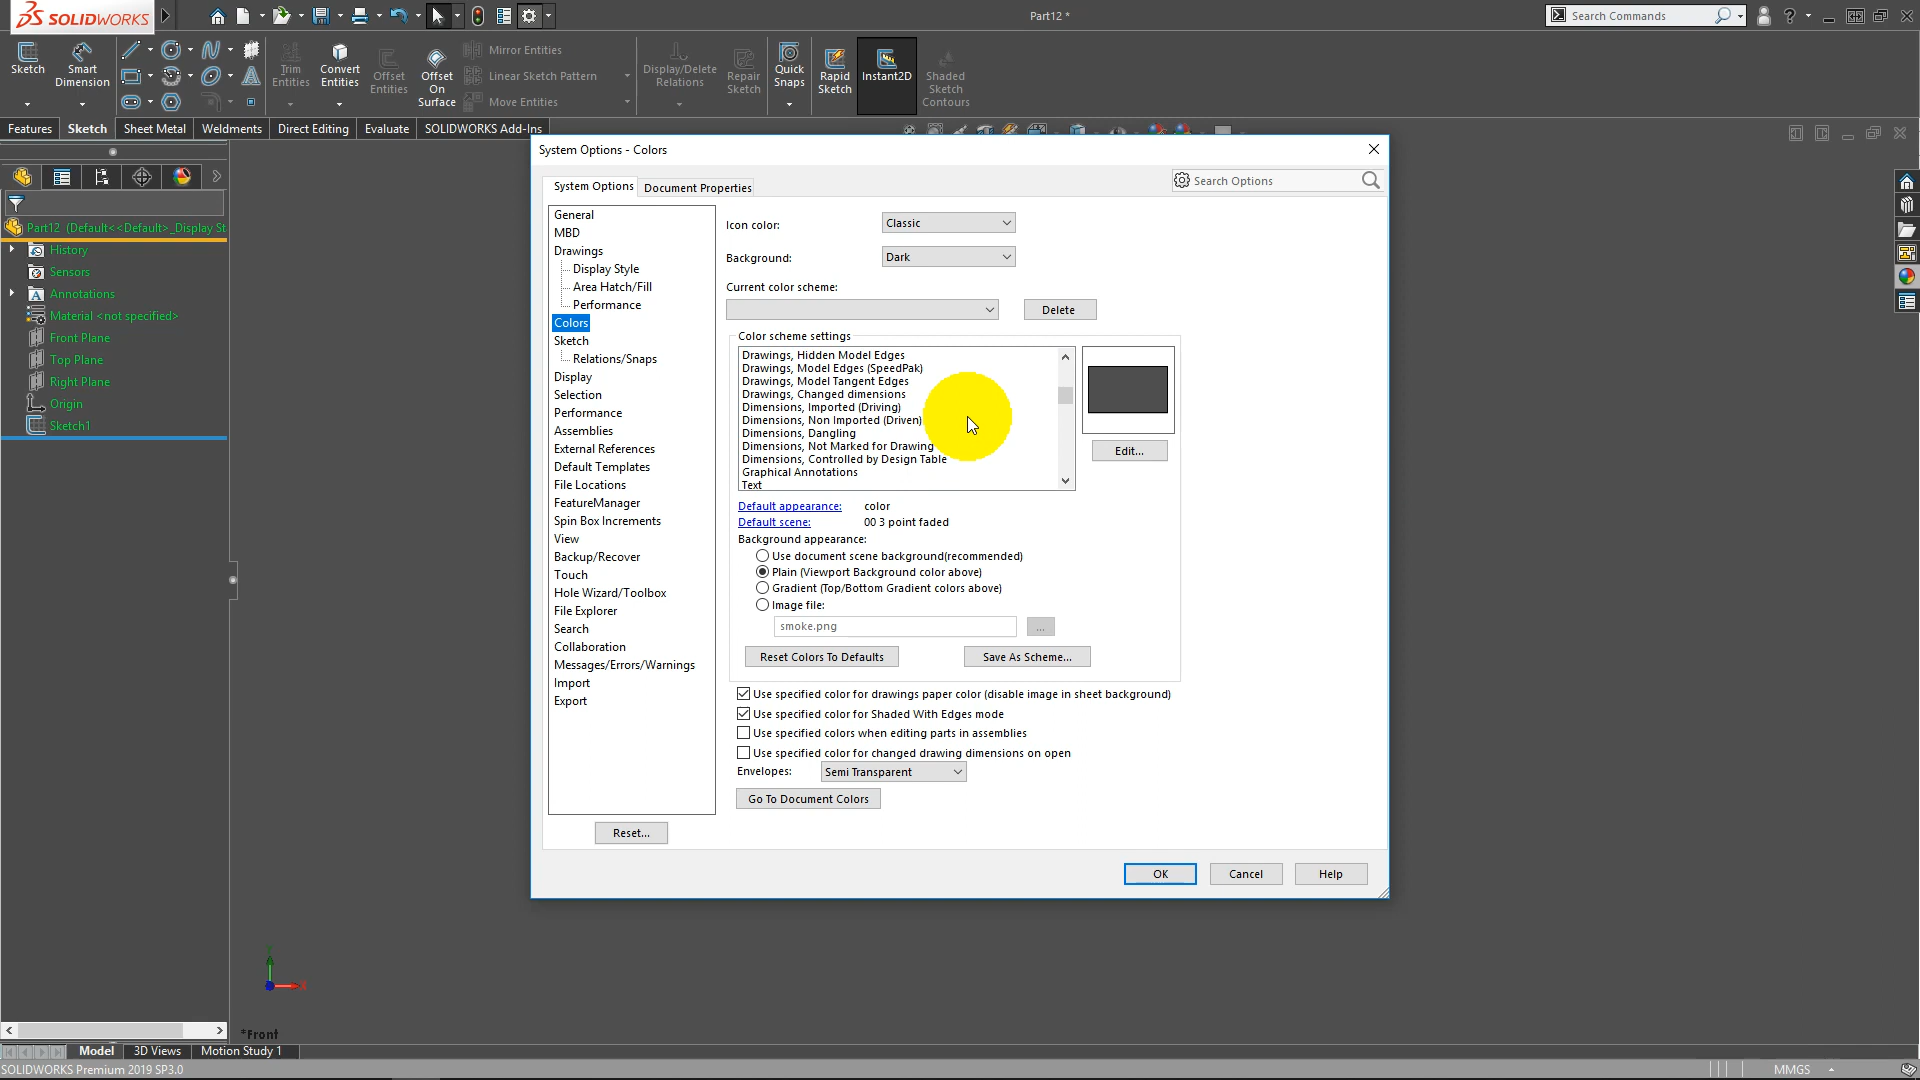 SOLIDWORKS
Part12 *
Search Commands
Sketch
Smart Dimension
Trim Entities
Convert Entities
Offset Entities
Offset On Surface
Mirror Entities
Linear Sketch Pattern
Move Entities
Display/Delete Relations
Repair Sketch
Quick Snaps
Rapid Sketch
Instant2D
Shaded Sketch Contours
Features
Sketch
Sheet Metal
Weldments
Direct Editing
Evaluate
SOLIDWORKS Add-Ins
Part12 (Default<<Default>_Display St
History
Sensors
Annotations
Material <not specified>
Front Plane
Top Plane
Right Plane
Origin
Sketch1
System Options - Colors
System Options
Document Properties
Search Options
General
MBD
Drawings
Display Style
Area Hatch/Fill
Performance
Colors
Sketch
Relations/Snaps
Display
Selection
Performance
Assemblies
External References
Default Templates
File Locations
FeatureManager
Spin Box Increments
View
Backup/Recover
Touch
Hole Wizard/Toolbox
File Explorer
Search
Collaboration
Messages/Errors/Warnings
Import
Export
Reset...
Icon color:
Classic
Background:
Dark
Current color scheme:
Delete
Color scheme settings
Drawings, Hidden Model Edges
Drawings, Model Edges (SpeedPak)
Drawings, Model Tangent Edges
Drawings, Changed dimensions
Dimensions, Imported (Driving)
Dimensions, Non Imported (Driven)
Dimensions, Dangling
Dimensions, Not Marked for Drawing
Dimensions, Controlled by Design Table
Graphical Annotations
Text
Edit...
Default appearance: color
Default scene: 00 3 point faded
Background appearance:
Use document scene background(recommended)
Plain (Viewport Background color above)
Gradient (Top/Bottom Gradient colors above)
Image file:
smoke.png
...
Reset Colors To Defaults
Save As Scheme...
Use specified color for drawings paper color (disable image in sheet background)
Use specified color for Shaded With Edges mode
Use specified colors when editing parts in assemblies
Use specified color for changed drawing dimensions on open
Envelopes:
Semi Transparent
Go To Document Colors
OK
Cancel
Help
*Front
Model
3D Views
Motion Study 1
SOLIDWORKS Premium 2019 SP3.0
MMGS